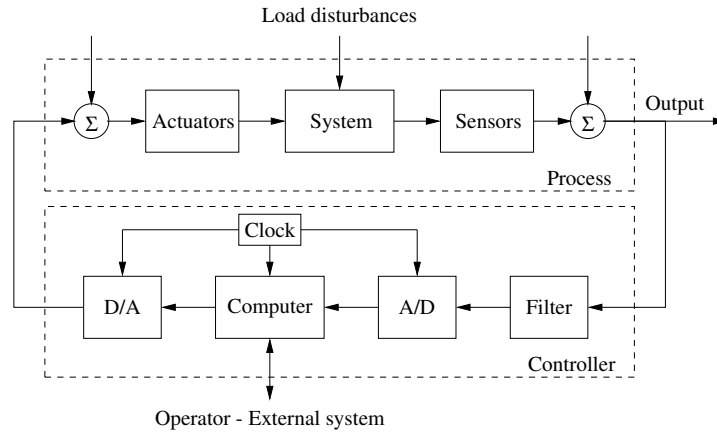 Load disturbances
Output
Σ
Actuators
System
Sensors
Σ
Process
Clock
D/A
Computer
A/D
Filter
Controller
Operator - External system